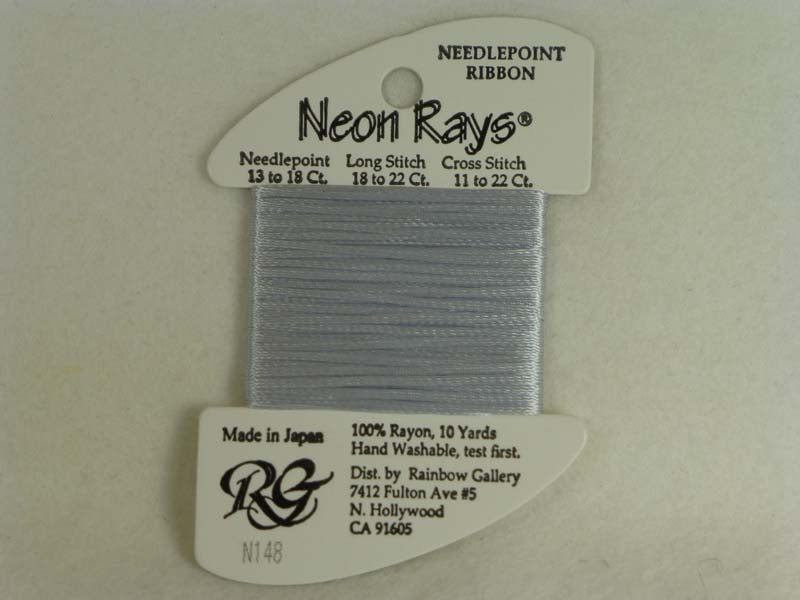 NEEDLEPOINT
RIBBON
Neon Rays®
Needlepoint Long Stitch Cross Stitch
13 to 18 Ct. 18 to 22 Ct. 11 to 22 Ct.
Made in Japan
RG
N148
100% Rayon, 10 Yards
Hand Washable, test first.
Dist. by Rainbow Gallery
7412 Fulton Ave #5
N. Hollywood
CA 91605